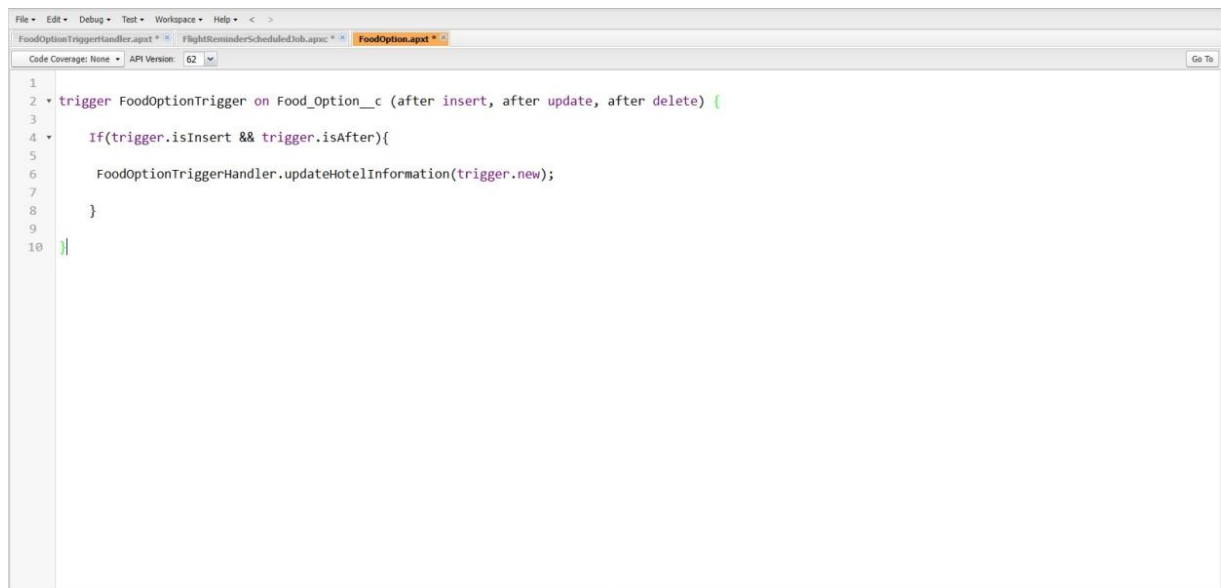 File Edit Debug Test Workspace Help < >
FoodOptionTriggerHandler.apxt * FlightReminderScheduledJob.apxc * FoodOption.apxt *
Code Coverage: None API Version: 62 Go To
1
2 trigger FoodOptionTrigger on Food_Option__c (after insert, after update, after delete) {
3
4 If(trigger.isInsert && trigger.isAfter){
5
6 FoodOptionTriggerHandler.updateHotelInformation(trigger.new);
7
8 }
9
10 }